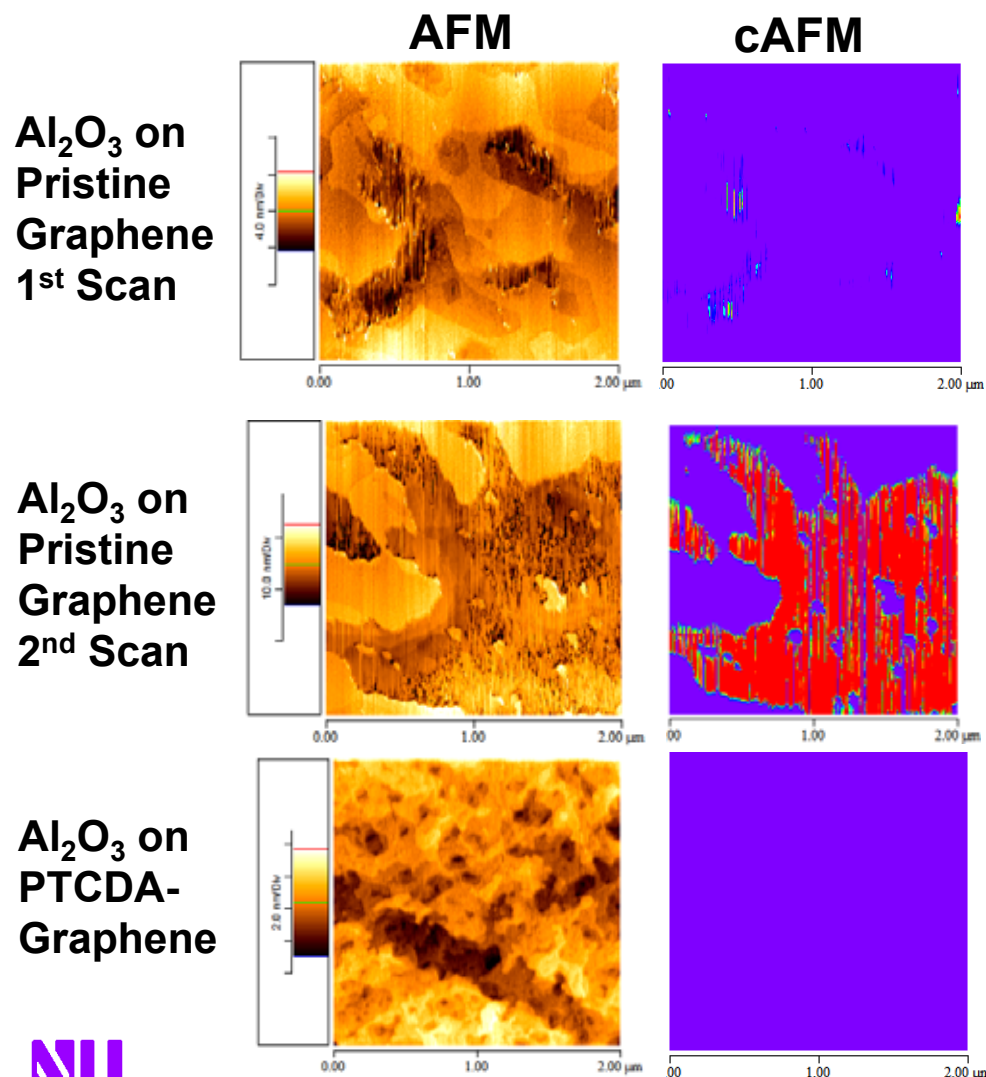 AFM
cAFM
Al₂O₃ on
Pristine
Graphene
1st Scan
4.0 nm/Div
0.00 1.00 2.00 µm
00 1.00 2.00 µm
Al₂O₃ on
Pristine
Graphene
2nd Scan
10.0 nm/Div
0.00 1.00 2.00 µm
00 1.00 2.00 µm
Al₂O₃ on
PTCDA-
Graphene
2.0 nm/Div
0.00 1.00 2.00 µm
00 1.00 2.00 µm
NU